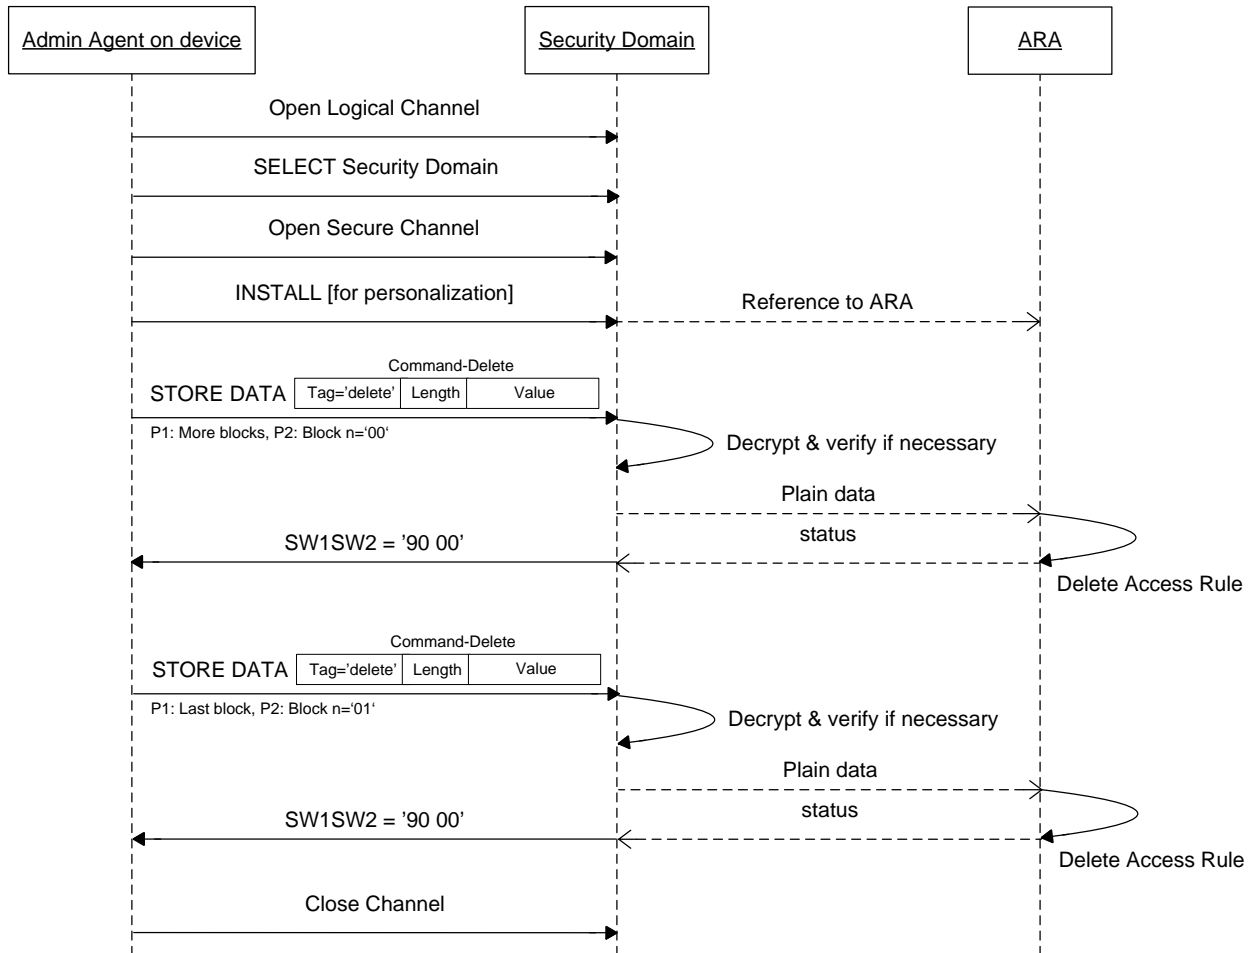 Admin Agent on device
Security Domain
ARA
Open Logical Channel
SELECT Security Domain
Open Secure Channel
INSTALL [for personalization]
Reference to ARA
Command-Delete
STORE DATA Tag='delete' Length Value
P1: More blocks, P2: Block n=‘00‘
Decrypt & verify if necessary
Plain data
status
SW1SW2 = '90 00’
Delete Access Rule
Command-Delete
STORE DATA Tag=’delete’ Length Value
P1: Last block, P2: Block n=‘01‘
Decrypt & verify if necessary
Plain data
status
SW1SW2 = '90 00’
Delete Access Rule
Close Channel